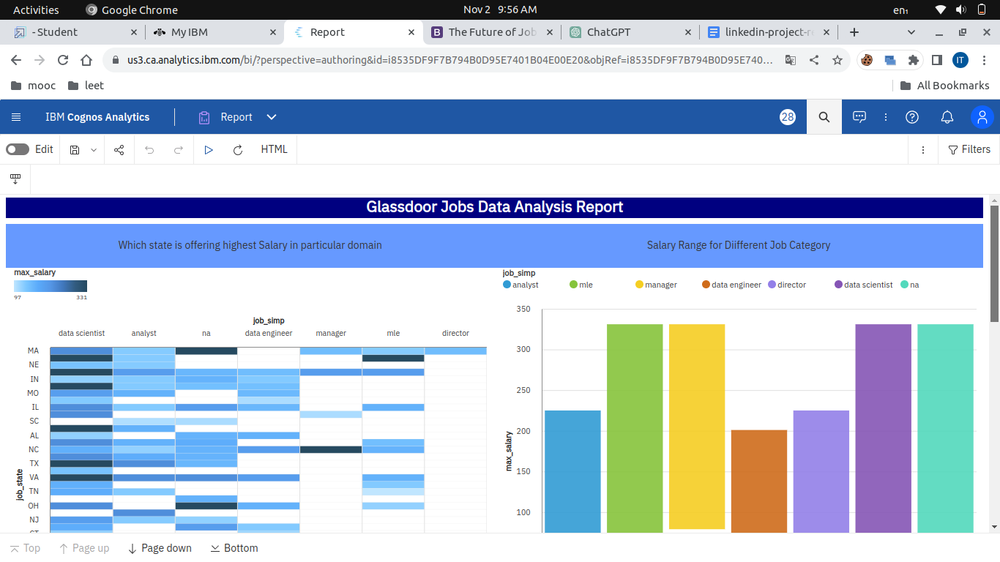 Activities Google Chrome Nov 2 9:56 AM en₁
- Student My IBM Report The Future of Job ChatGPT linkedin-project-r
us3.ca.analytics.ibm.com/bi/?perspective=authoring&id=i8535DF9F7B794B0D95E7401B04E00E20&objRef=i8535DF9F7B794B0D95E740... IT
mooc leet All Bookmarks
IBM Cognos Analytics Report 28
Edit HTML Filters
Glassdoor Jobs Data Analysis Report
Which state is offering highest Salary in particular domain Salary Range for Diifferent Job Category
max_salary
97 331
job_simp
data scientist analyst na data engineer manager mle director
job_state
MA
NE
IN
MO
IL
SC
AL
NC
TX
VA
TN
OH
NJ
CT
job_simp
analyst mle manager data engineer director data scientist na
max_salary
350
300
250
200
150
100
Top Page up Page down Bottom